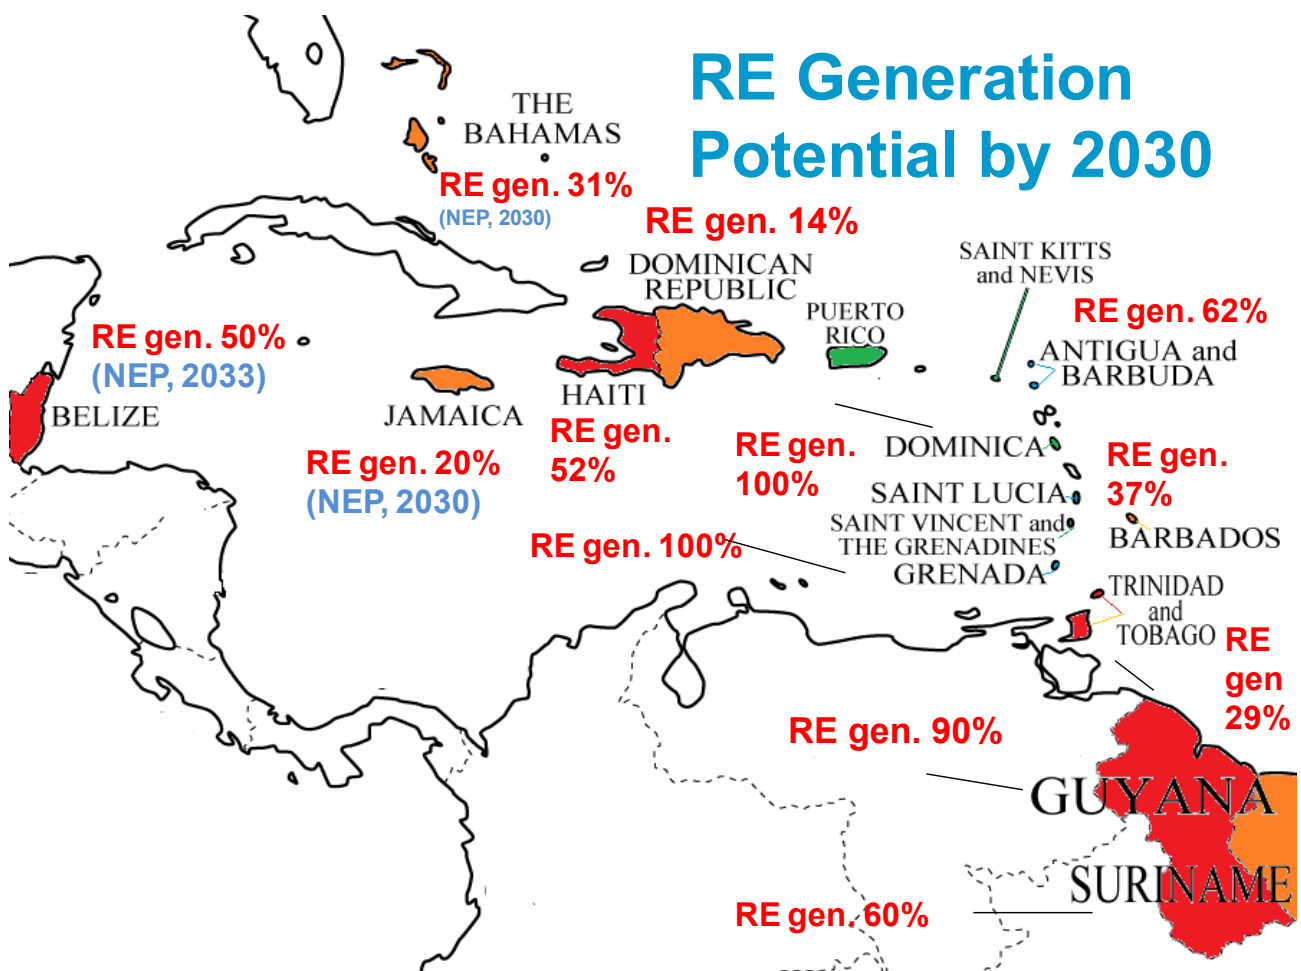 RE Generation
Potential by 2030
THE
BAHAMAS
RE gen. 31%
(NEP, 2030)
RE gen. 14%
DOMINICAN
REPUBLIC
SAINT KITTS
and NEVIS
PUERTO
RICO
RE gen. 62%
ANTIGUA and
BARBUDA
RE gen. 50%
(NEP, 2033)
BELIZE
JAMAICA
RE gen. 20%
(NEP, 2030)
HAITI
RE gen.
52%
RE gen.
100%
DOMINICA
SAINT LUCIA
RE gen.
37%
BARBADOS
SAINT VINCENT and
THE GRENADINES
GRENADA
RE gen. 100%
TRINIDAD
and
TOBAGO
RE
gen
29%
RE gen. 90%
GUYANA
SURINAME
RE gen. 60%